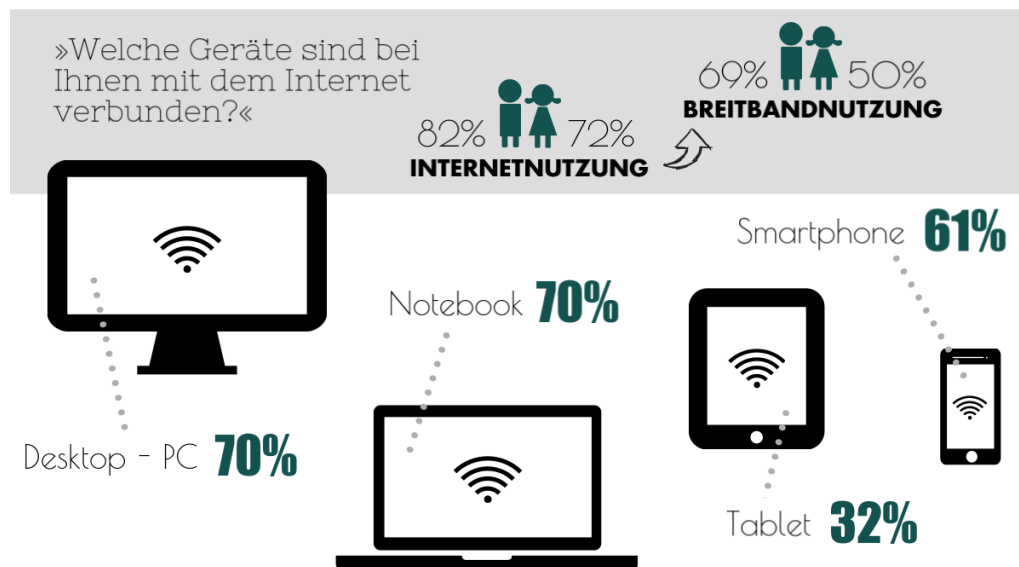 »Welche Geräte sind bei
Ihnen mit dem Internet
verbunden?«
82% 72%
INTERNETNUTZUNG
69% 50%
BREITBANDNUTZUNG
Smartphone 61%
Notebook 70%
Desktop - PC 70%
Tablet 32%